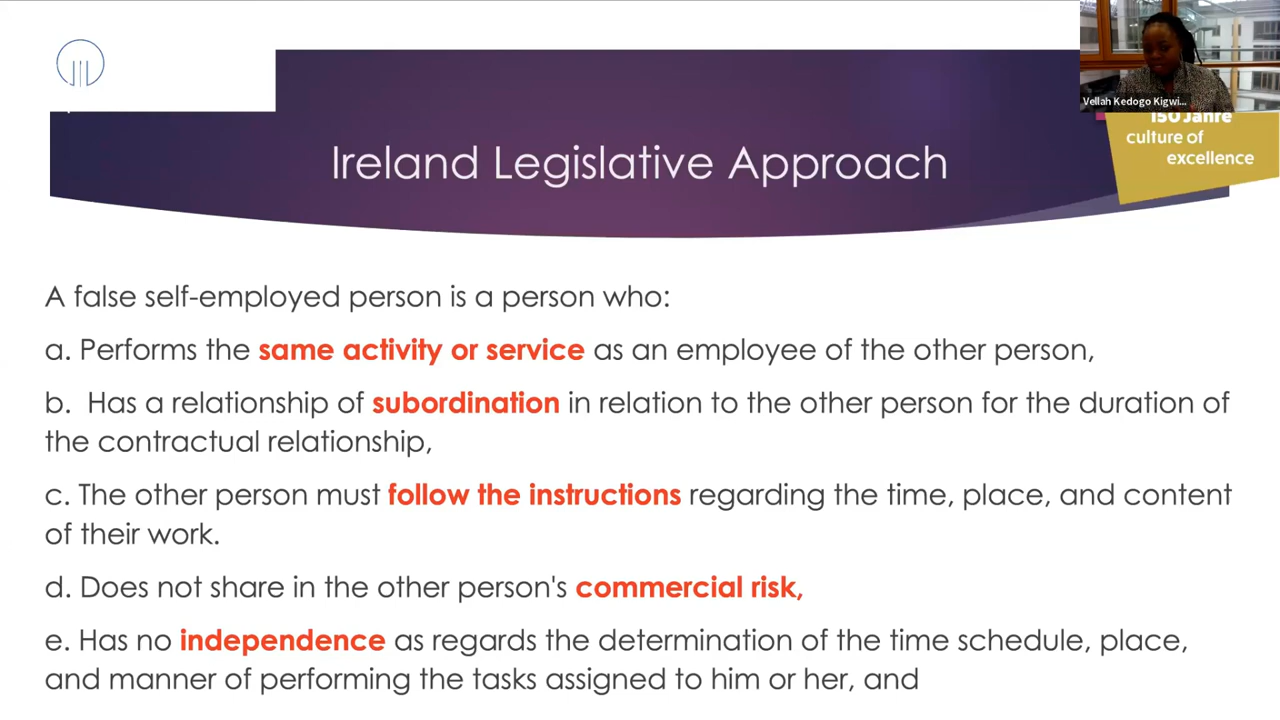 Vellah Kedogo Kigwi...
150 Jahre
culture of
excellence
Ireland Legislative Approach
A false self-employed person is a person who:
a. Performs the same activity or service as an employee of the other person,
b. Has a relationship of subordination in relation to the other person for the duration of
the contractual relationship,
c. The other person must follow the instructions regarding the time, place, and content
of their work.
d. Does not share in the other person's commercial risk,
e. Has no independence as regards the determination of the time schedule, place,
and manner of performing the tasks assigned to him or her, and